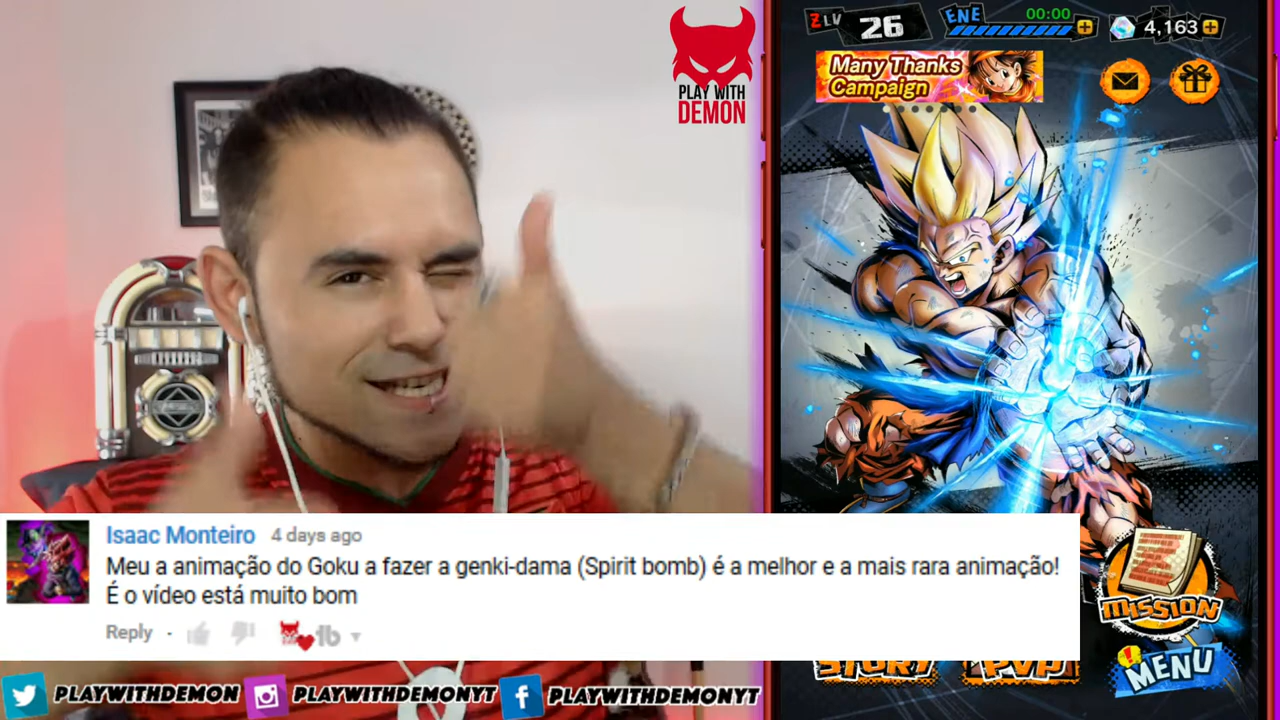 PLAY WITH
DEMON
ZLV 26
ENE
00:00
4,163
Many Thanks
Campaign
Isaac Monteiro 4 days ago
Meu a animação do Goku a fazer a genki-dama (Spirit bomb) é a melhor e a mais rara animação!
É o vídeo está muito bom
Reply
MISSION
STORY
PVP
MENU
PLAYWITHDEMON
PLAYWITHDEMONYT
PLAYWITHDEMONYT